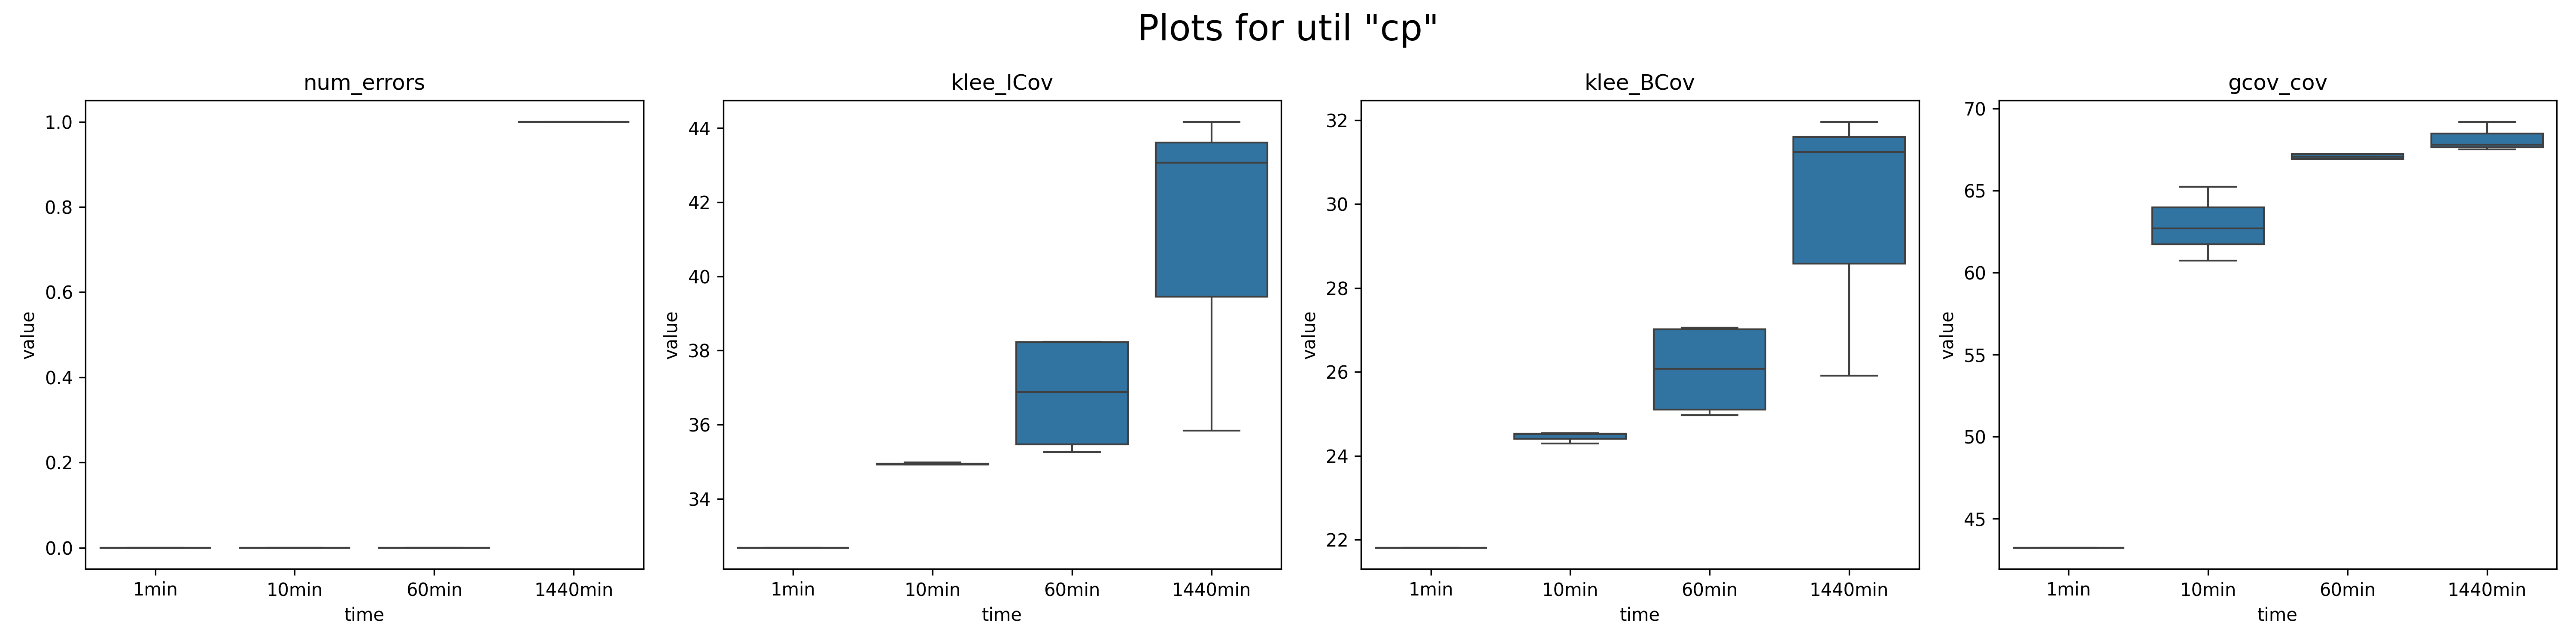 Plots for util "cp"
num_errors
1.0
0.8
0.6
0.4
0.2
0.0
value
1min 10min 60min 1440min
time
klee_ICov
44
42
40
38
36
34
value
1min 10min 60min 1440min
time
klee_BCov
32
30
28
26
24
22
value
1min 10min 60min 1440min
time
gcov_cov
70
65
60
55
50
45
value
1min 10min 60min 1440min
time